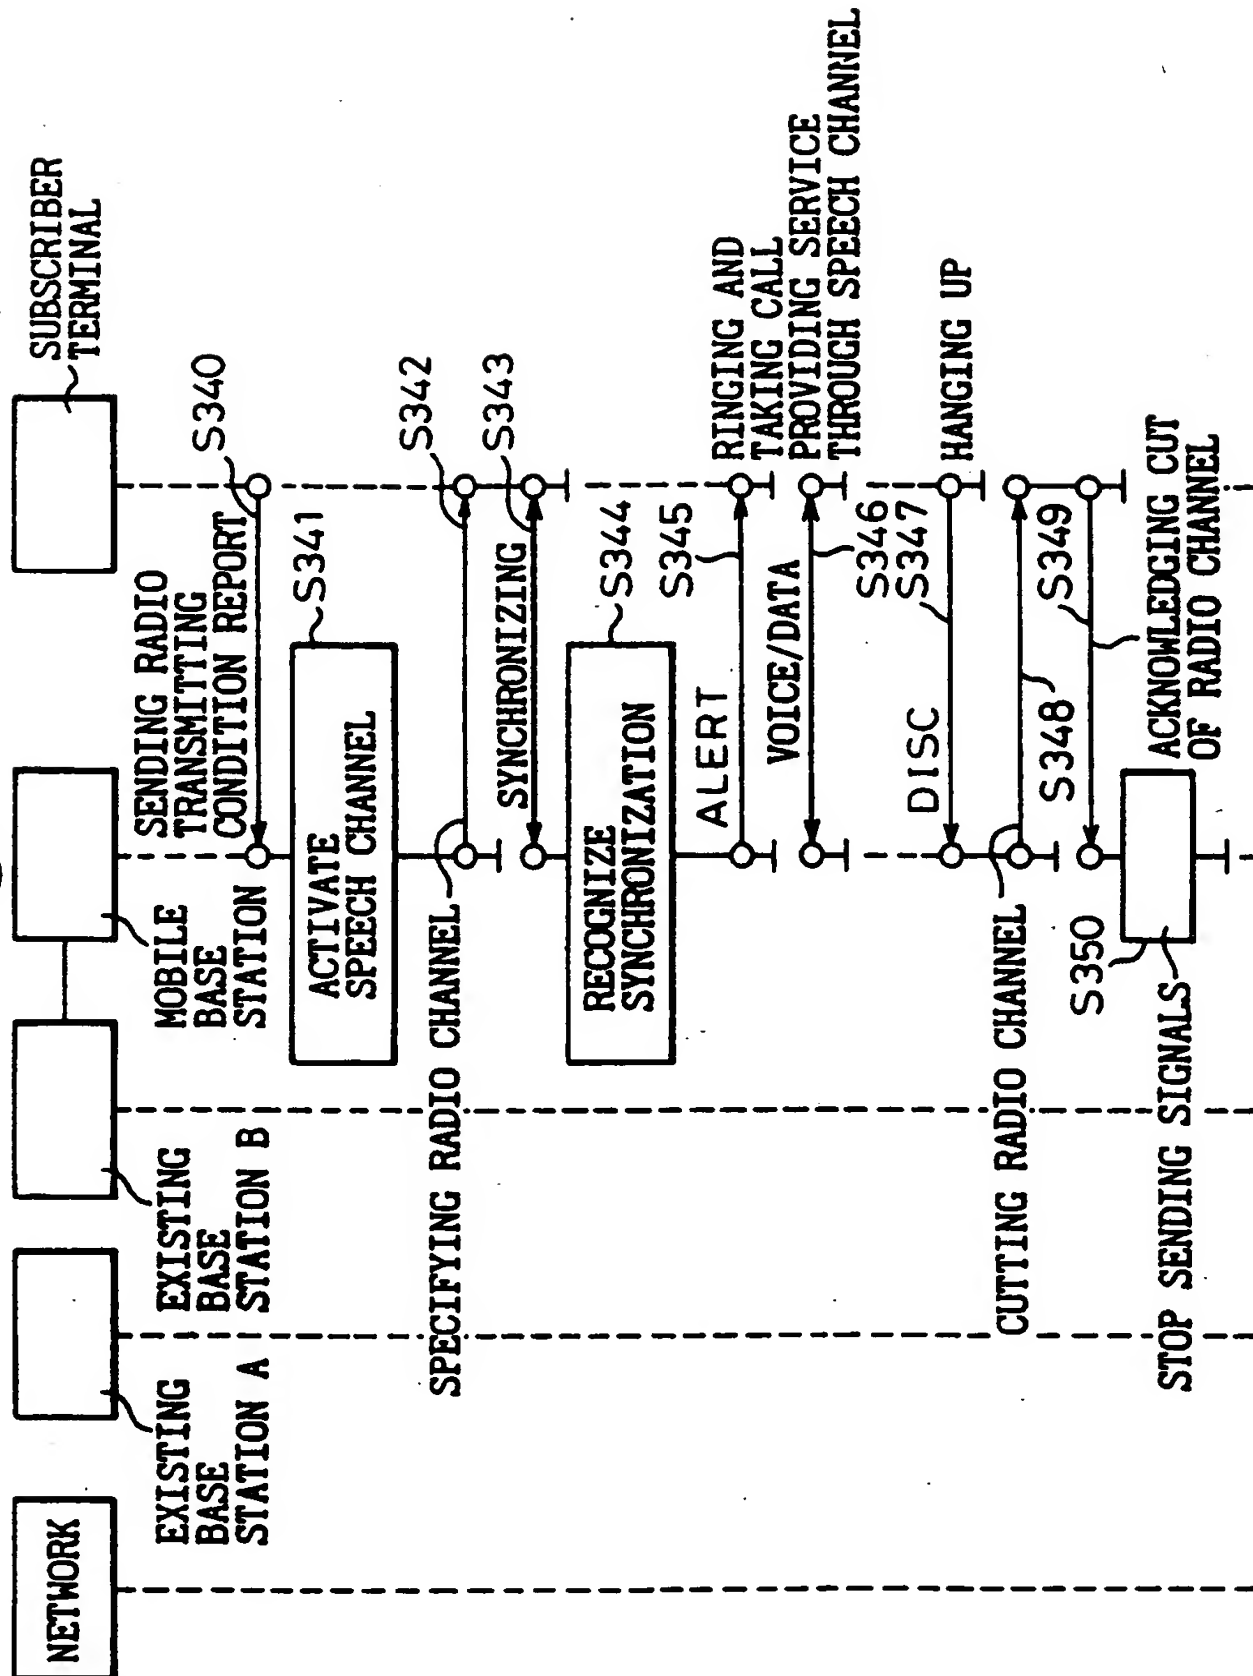 NETWORK
EXISTING
BASE
STATION A
EXISTING
BASE
STATION B
MOBILE
BASE
STATION
SUBSCRIBER
TERMINAL
SENDING RADIO
TRANSMITTING
CONDITION REPORT
S340
ACTIVATE
SPEECH CHANNEL
S341
SPECIFYING RADIO CHANNEL
S342
SYNCHRONIZING
S343
RECOGNIZE
SYNCHRONIZATION
S344
ALERT
S345
RINGING AND
TAKING CALL
VOICE/DATA
S346
PROVIDING SERVICE
THROUGH SPEECH CHANNEL
DISC
S347
HANGING UP
CUTTING RADIO CHANNEL
S348
S349
ACKNOWLEDGING CUT
OF RADIO CHANNEL
S350
STOP SENDING SIGNALS